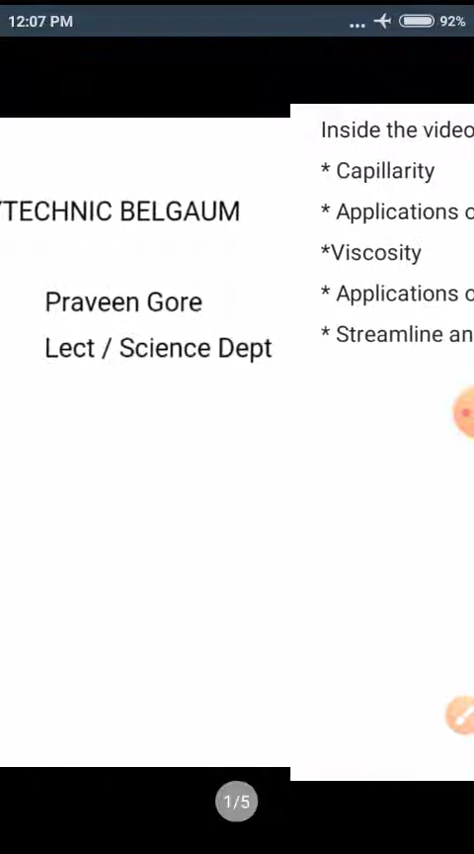 12:07 PM
... 92%
YTECHNIC BELGAUM
Praveen Gore
Lect / Science Dept
Inside the video
* Capillarity
* Applications o
*Viscosity
* Applications o
* Streamline an
1/5